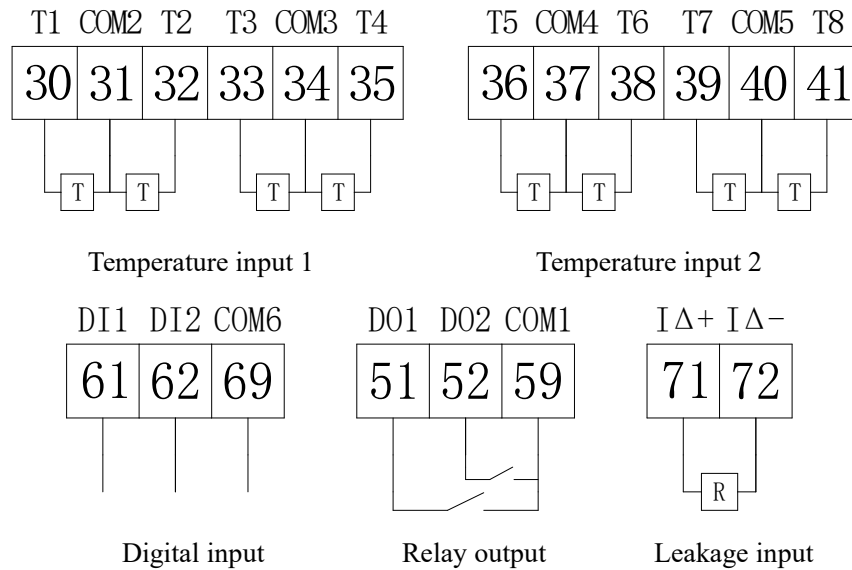 T1 COM2 T2 T3 COM3 T4
30 31 32 33 34 35
T T T T
Temperature input 1
T5 COM4 T6 T7 COM5 T8
36 37 38 39 40 41
T T T T
Temperature input 2
DI1 DI2 COM6
61 62 69
Digital input
DO1 DO2 COM1
51 52 59
Relay output
IΔ+ IΔ−
71 72
R
Leakage input